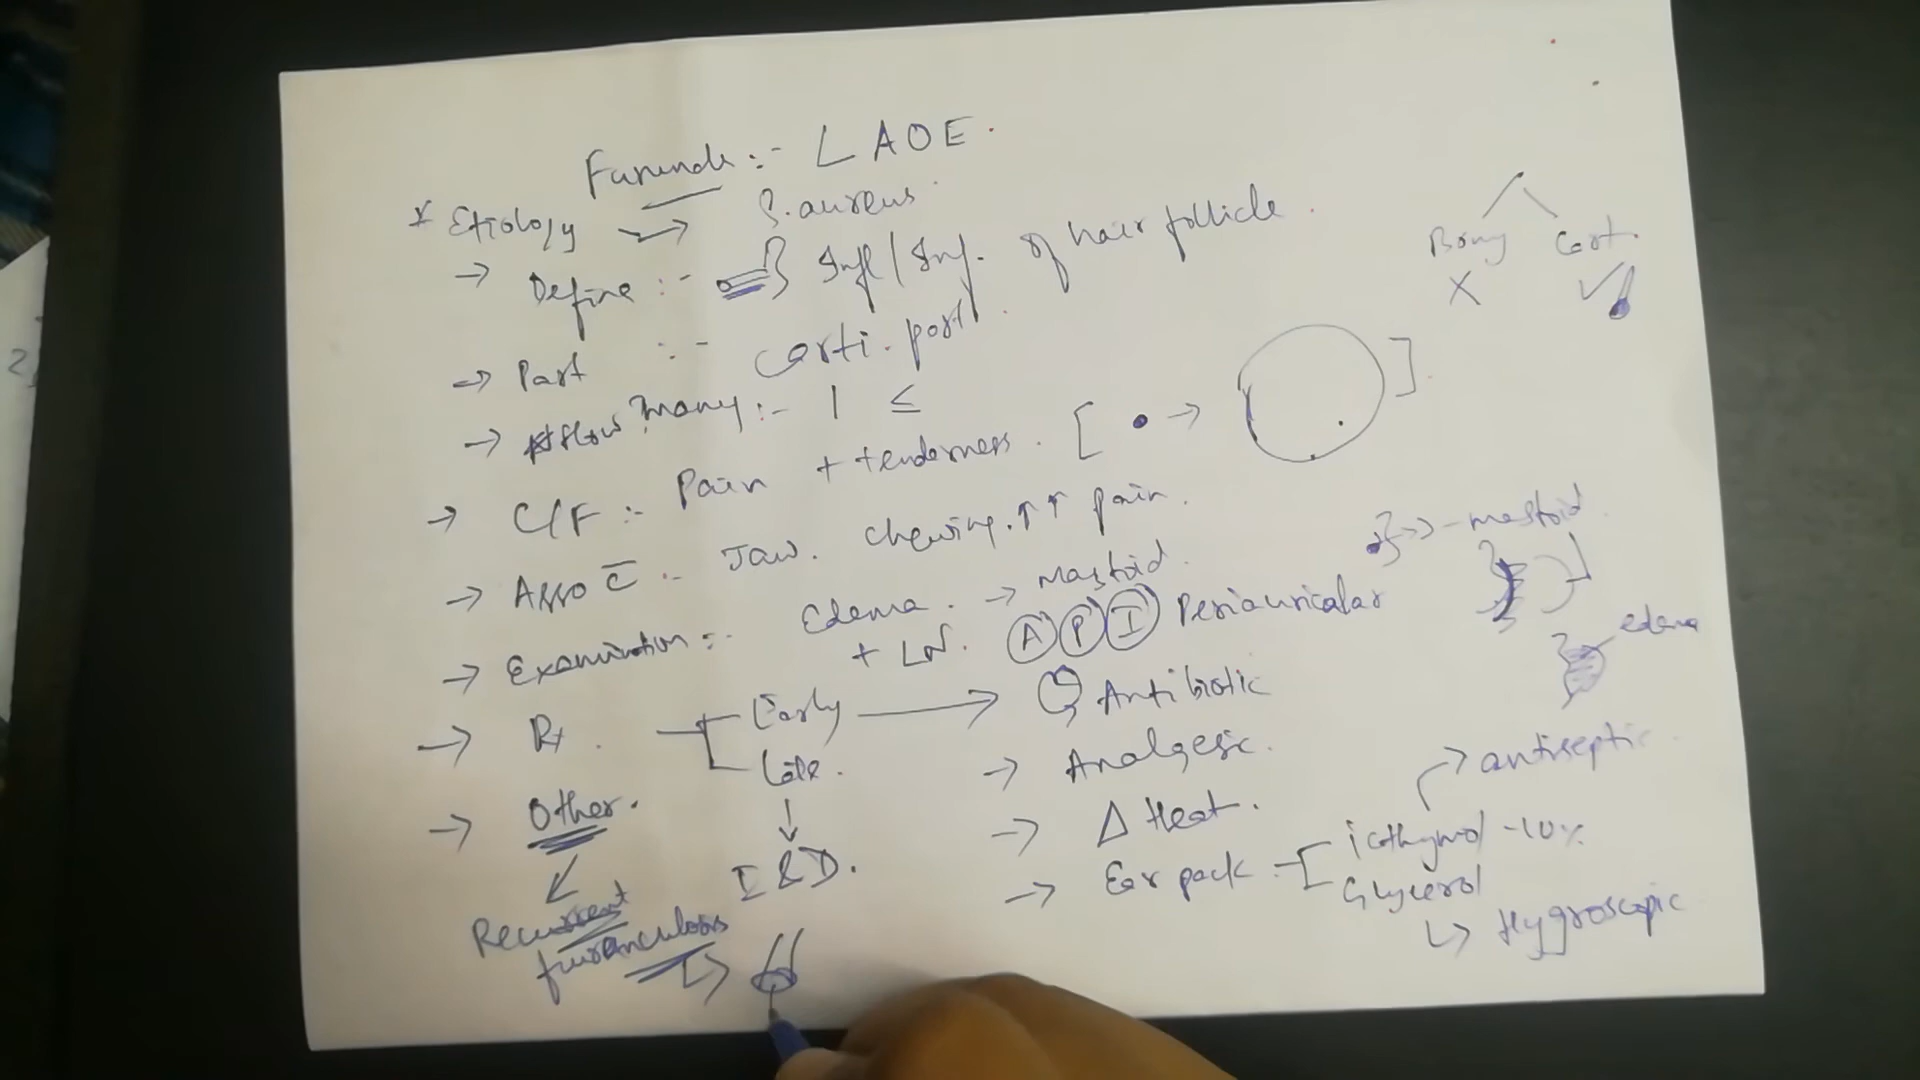 Furuncle :- LAOE.
* Etiology → S. aureus
→ Define :- Infl / Inf. of hair follicle.
Bony Cart.
X ✓
→ Part :- Carti. part.
→ How many :- 1 ≤
→ C/F :- Pain + tenderness. [ • → ]
→ Asso c̅ :- Jaw. Chewing. ↑↑ pain.
→ - mastoid.
→ Examination :- Edema. → Mastoid.
+ LN. A P I Periauricular
edema
→ Rx. Early → Antibiotic
Late. → Analgesic.
↓
I & D.
→ Δ Heat.
→ Ear pack :- icthymol - 10%
Glycerol
→ antiseptic.
↳ Hygroscopic
→ Other.
Recurrent
furunculosis →
2